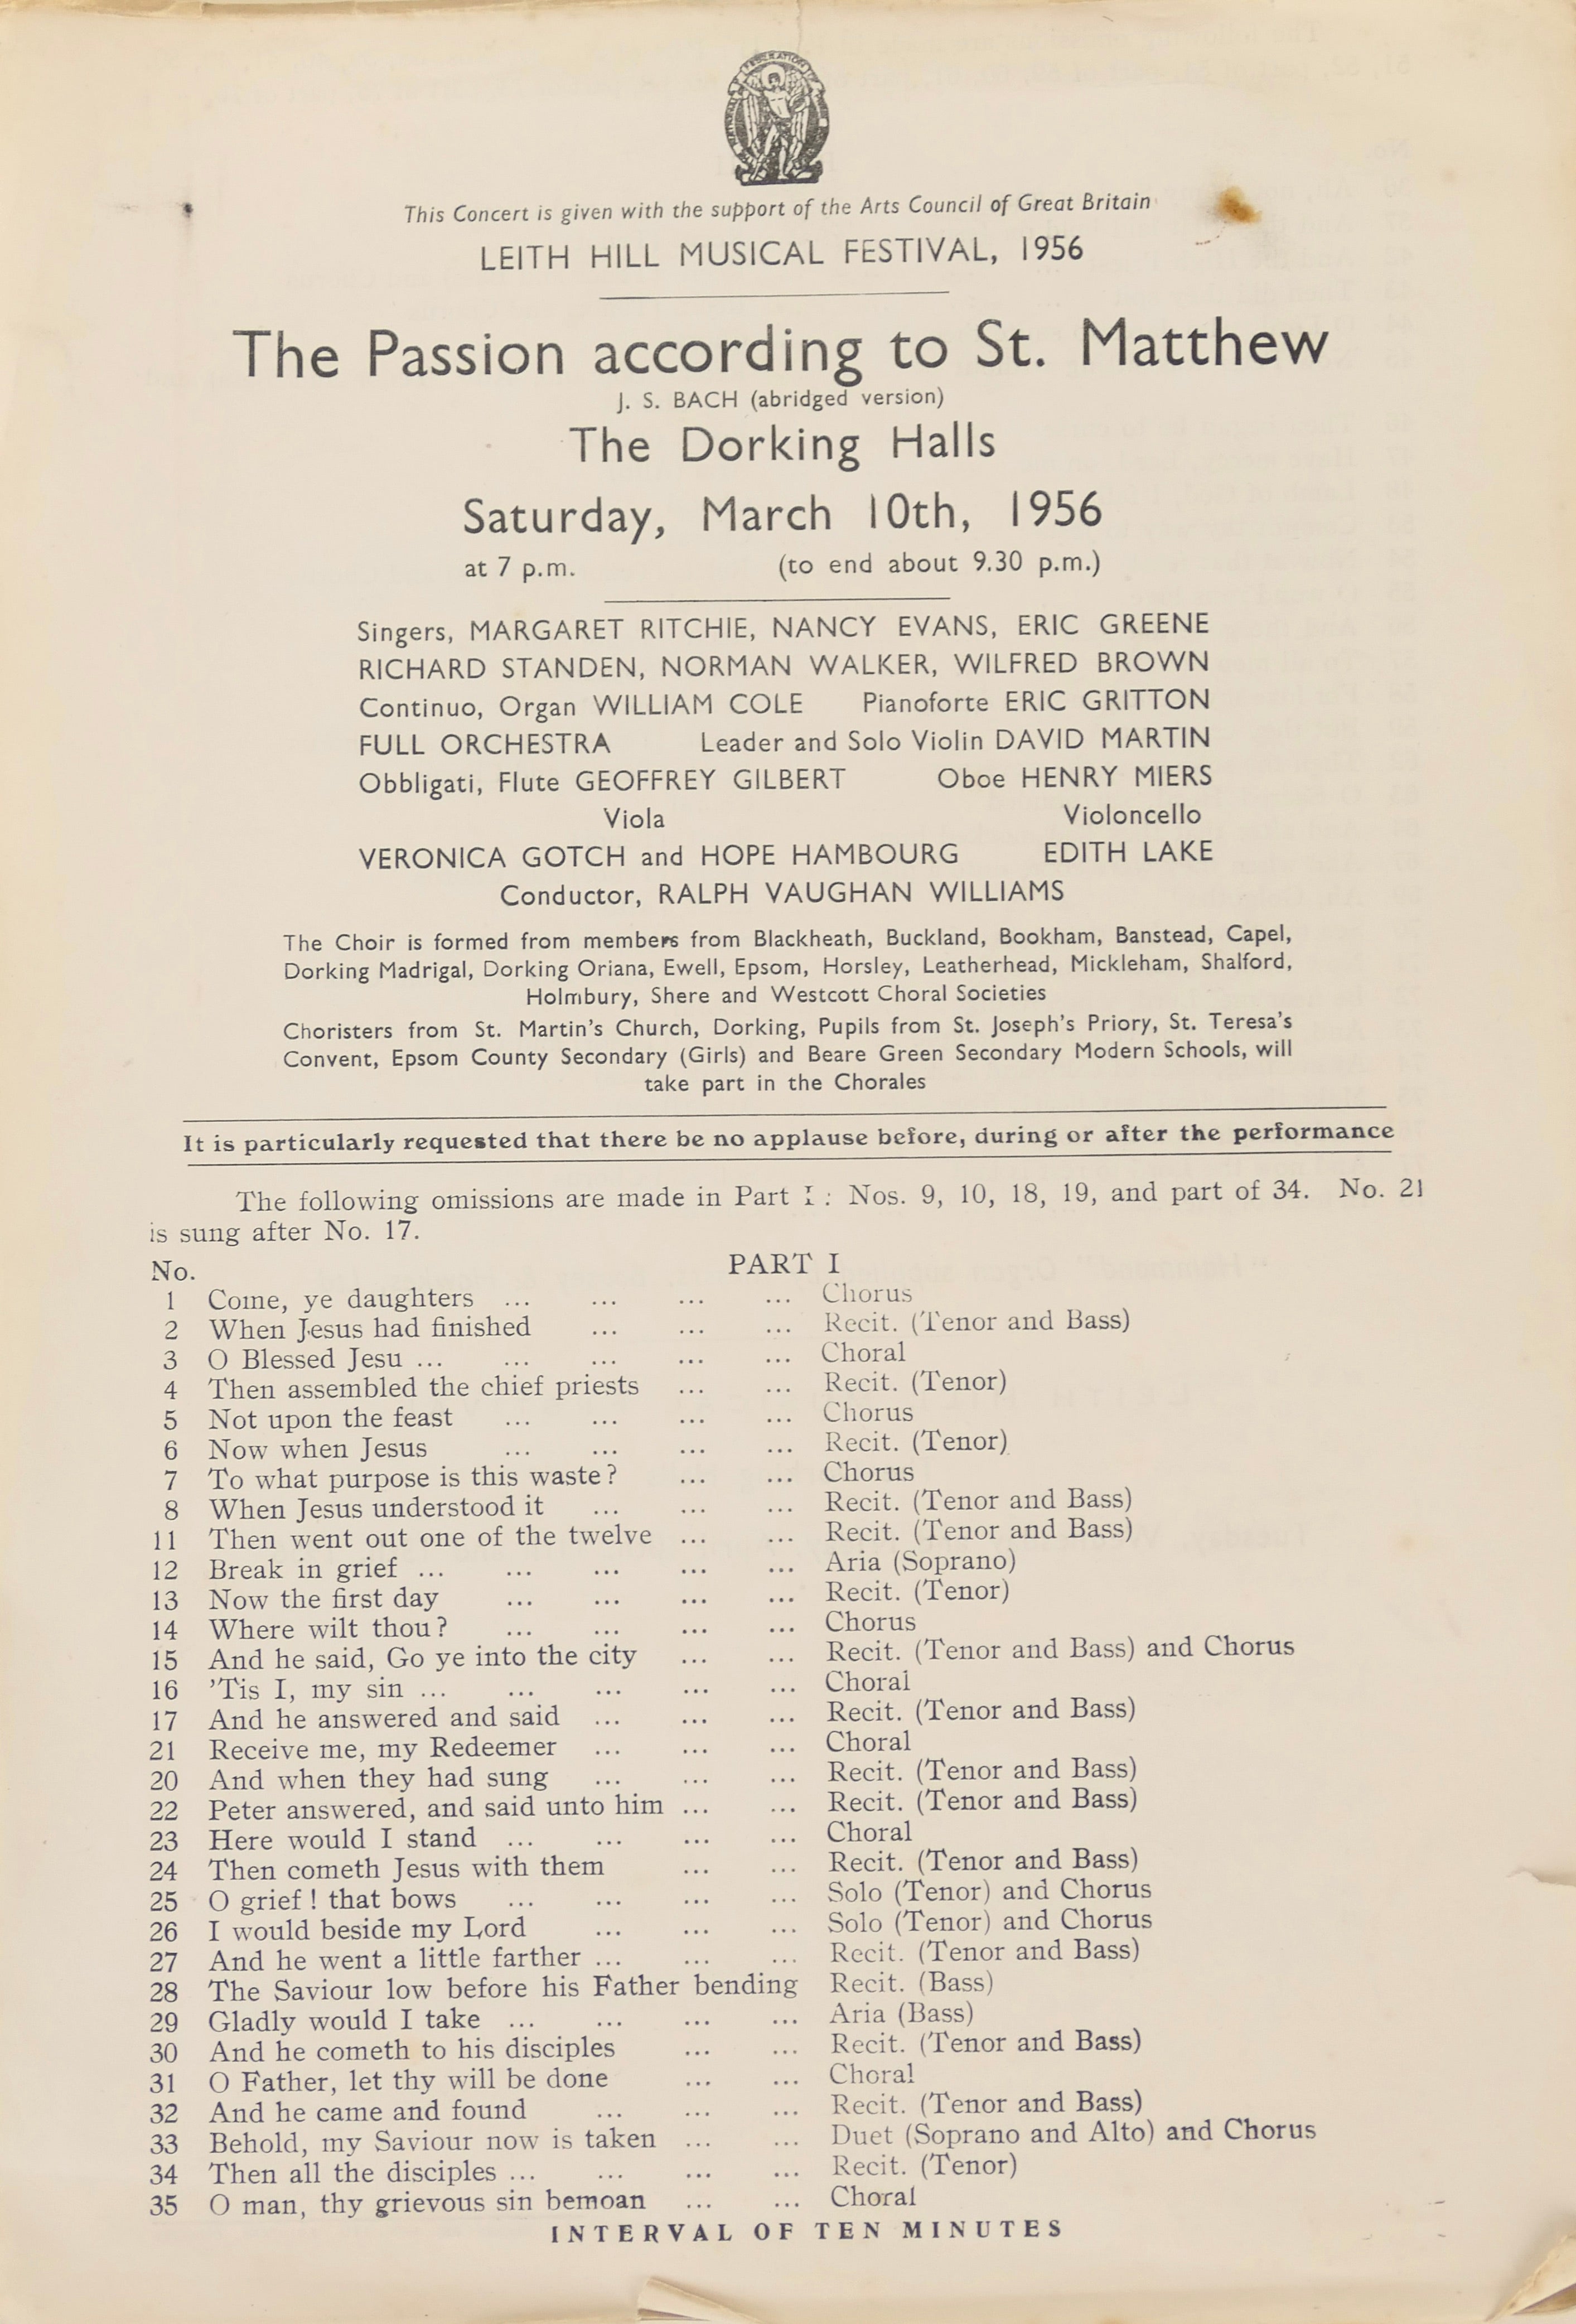 This Concert is given with the support of the Arts Council of Great Britain
LEITH HILL MUSICAL FESTIVAL, 1956
The Passion according to St. Matthew
J. S. BACH (abridged version)
The Dorking Halls
Saturday, March 10th, 1956
at 7 p.m. (to end about 9.30 p.m.)
Singers, MARGARET RITCHIE, NANCY EVANS, ERIC GREENE
RICHARD STANDEN, NORMAN WALKER, WILFRED BROWN
Continuo, Organ WILLIAM COLE Pianoforte ERIC GRITTON
FULL ORCHESTRA Leader and Solo Violin DAVID MARTIN
Obbligati, Flute GEOFFREY GILBERT Oboe HENRY MIERS
Viola Violoncello
VERONICA GOTCH and HOPE HAMBOURG EDITH LAKE
Conductor, RALPH VAUGHAN WILLIAMS
The Choir is formed from members from Blackheath, Buckland, Bookham, Banstead, Capel,
Dorking Madrigal, Dorking Oriana, Ewell, Epsom, Horsley, Leatherhead, Mickleham, Shalford,
Holmbury, Shere and Westcott Choral Societies
Choristers from St. Martin's Church, Dorking, Pupils from St. Joseph's Priory, St. Teresa's
Convent, Epsom County Secondary (Girls) and Beare Green Secondary Modern Schools, will
take part in the Chorales
It is particularly requested that there be no applause before, during or after the performance
The following omissions are made in Part I : Nos. 9, 10, 18, 19, and part of 34. No. 21
is sung after No. 17.
No. PART I
1 Come, ye daughters ... ... ... ... Chorus
2 When Jesus had finished ... ... ... Recit. (Tenor and Bass)
3 O Blessed Jesu ... ... ... ... ... Choral
4 Then assembled the chief priests ... ... Recit. (Tenor)
5 Not upon the feast ... ... ... ... Chorus
6 Now when Jesus ... ... ... ... Recit. (Tenor)
7 To what purpose is this waste? ... ... Chorus
8 When Jesus understood it ... ... ... Recit. (Tenor and Bass)
11 Then went out one of the twelve ... ... Recit. (Tenor and Bass)
12 Break in grief ... ... ... ... ... Aria (Soprano)
13 Now the first day ... ... ... ... Recit. (Tenor)
14 Where wilt thou? ... ... ... ... Chorus
15 And he said, Go ye into the city ... ... Recit. (Tenor and Bass) and Chorus
16 'Tis I, my sin ... ... ... ... ... Choral
17 And he answered and said ... ... ... Recit. (Tenor and Bass)
21 Receive me, my Redeemer ... ... ... Choral
20 And when they had sung ... ... ... Recit. (Tenor and Bass)
22 Peter answered, and said unto him ... ... Recit. (Tenor and Bass)
23 Here would I stand ... ... ... ... Choral
24 Then cometh Jesus with them ... ... Recit. (Tenor and Bass)
25 O grief! that bows ... ... ... ... Solo (Tenor) and Chorus
26 I would beside my Lord ... ... ... Solo (Tenor) and Chorus
27 And he went a little farther ... ... ... Recit. (Tenor and Bass)
28 The Saviour low before his Father bending Recit. (Bass)
29 Gladly would I take ... ... ... ... Aria (Bass)
30 And he cometh to his disciples ... ... Recit. (Tenor and Bass)
31 O Father, let thy will be done ... ... Choral
32 And he came and found ... ... ... Recit. (Tenor and Bass)
33 Behold, my Saviour now is taken ... ... Duet (Soprano and Alto) and Chorus
34 Then all the disciples ... ... ... ... Recit. (Tenor)
35 O man, thy grievous sin bemoan ... ... Choral
INTERVAL OF TEN MINUTES